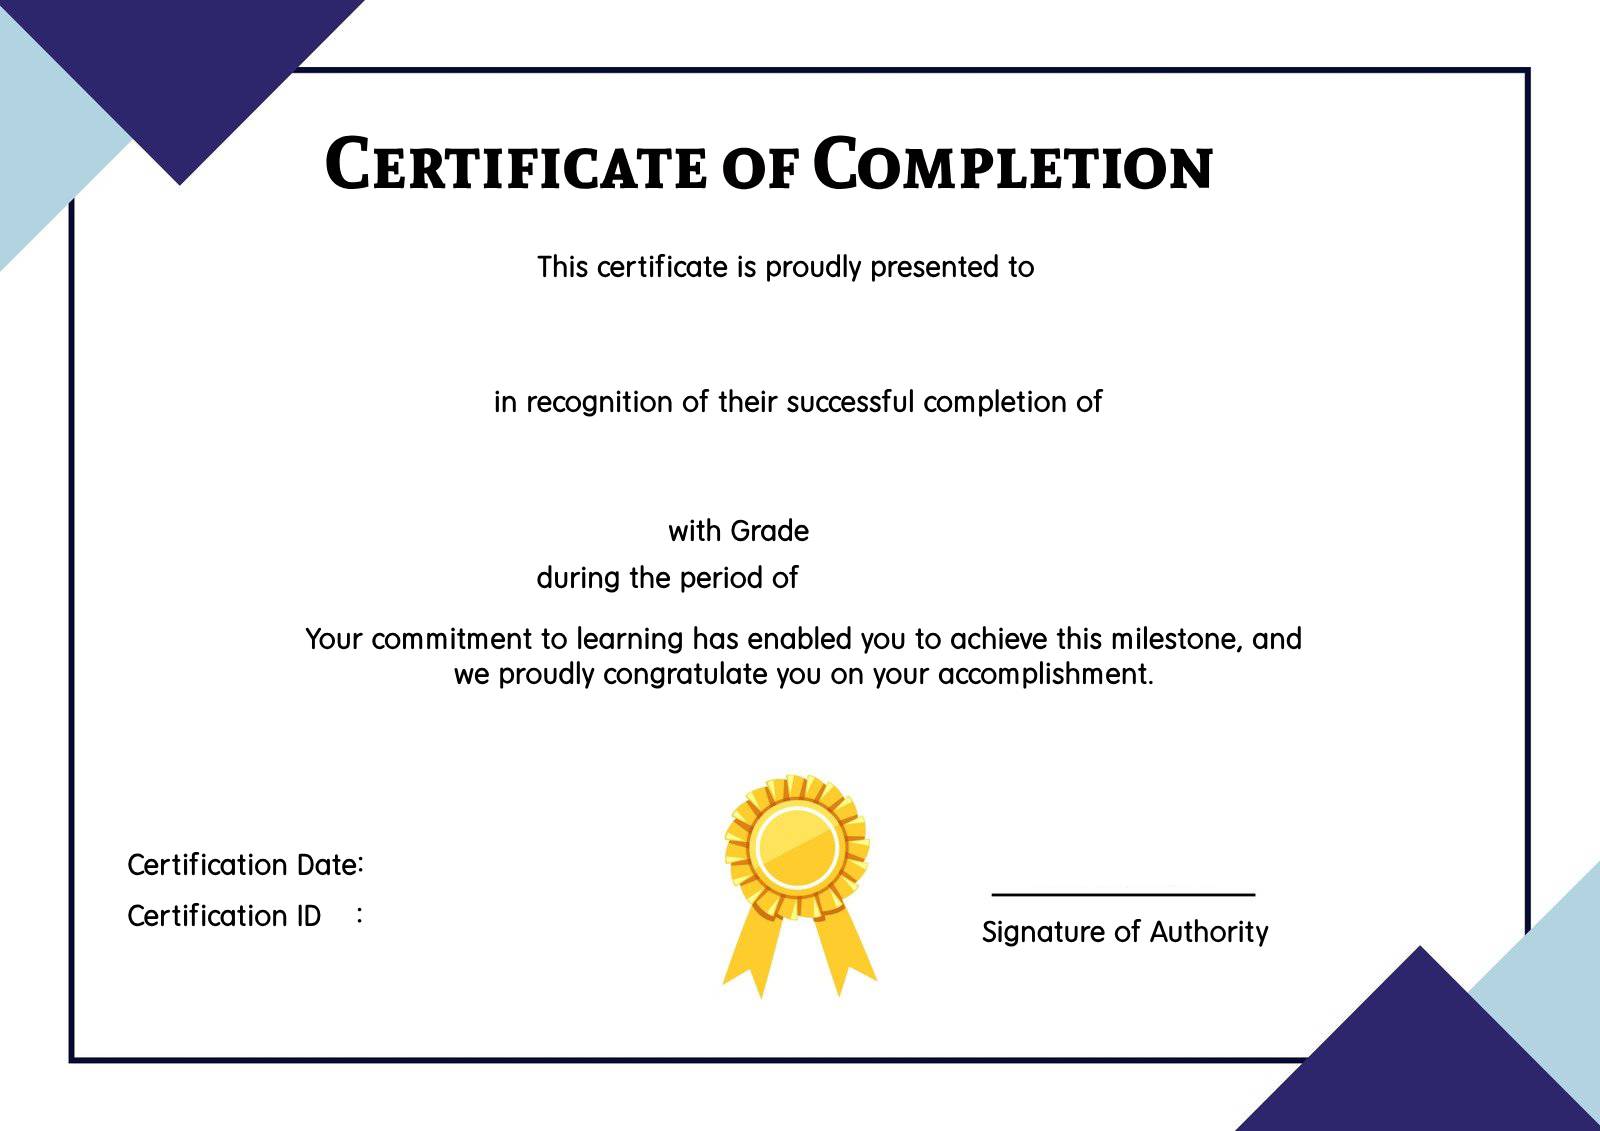 Certificate of Completion
This certificate is proudly presented to
in recognition of their successful completion of
with Grade
during the period of
Your commitment to learning has enabled you to achieve this milestone, and
we proudly congratulate you on your accomplishment.
Certification Date:
Certification ID :
Signature of Authority